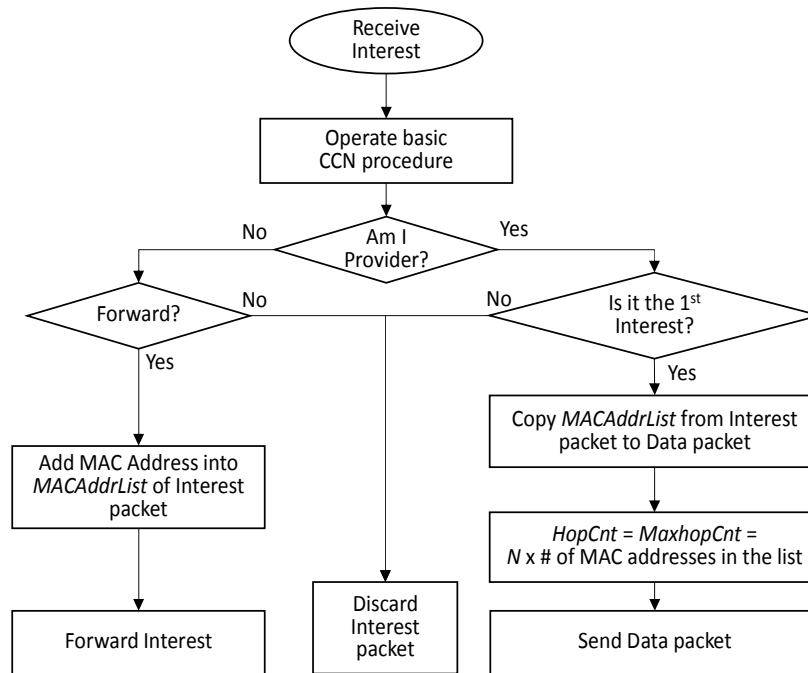 Receive
Interest
Operate basic
CCN procedure
No
Yes
Am I
Provider?
Forward?
No
No
Is it the 1st
Interest?
Yes
Yes
Copy MACAddrList from Interest
packet to Data packet
Add MAC Address into
MACAddrList of Interest
packet
HopCnt = MaxhopCnt =
N x # of MAC addresses in the list
Forward Interest
Discard
Interest
packet
Send Data packet